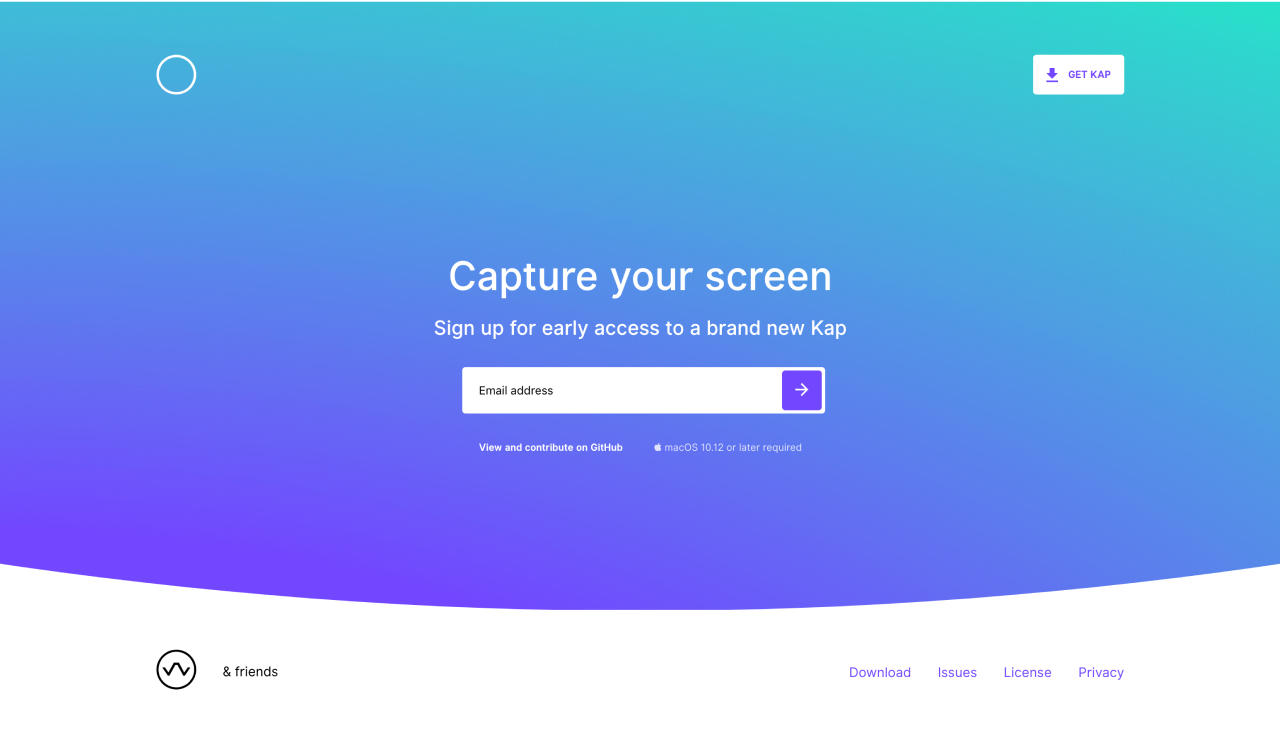 GET KAP
Capture your screen
Sign up for early access to a brand new Kap
Email address
View and contribute on GitHub
macOS 10.12 or later required
& friends
Download
Issues
License
Privacy